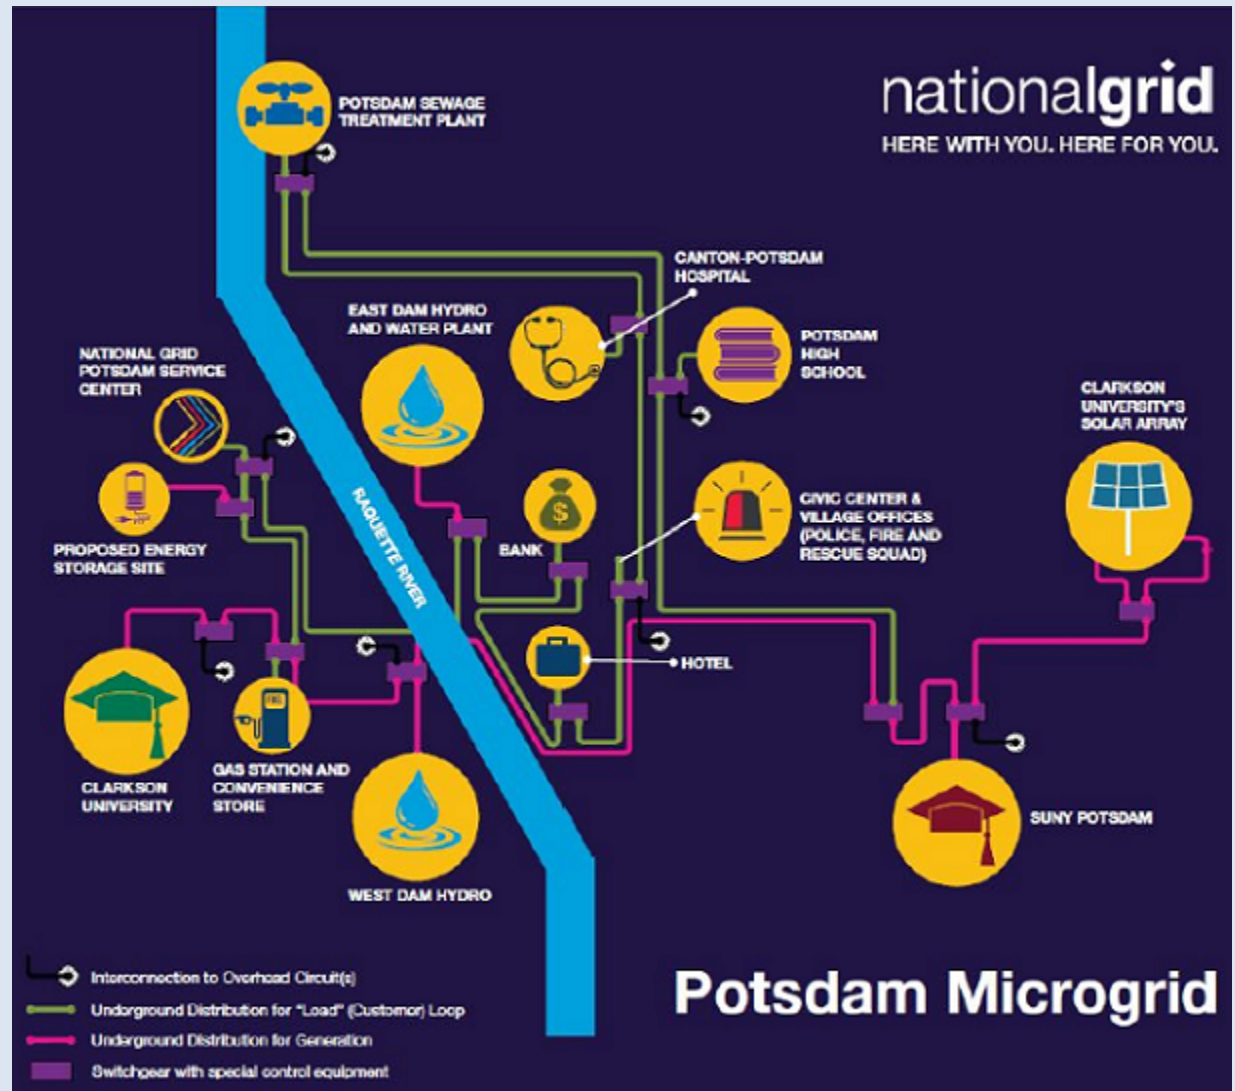 nationalgrid
HERE WITH YOU. HERE FOR YOU.
POTSDAM SEWAGE
TREATMENT PLANT
CANTON-POTSDAM
HOSPITAL
EAST DAM HYDRO
AND WATER PLANT
POTSDAM
HIGH
SCHOOL
NATIONAL GRID
POTSDAM SERVICE
CENTER
CLARKSON
UNIVERSITY'S
SOLAR ARRAY
RAQUETTE RIVER
BANK
$
CIVIC CENTER &
VILLAGE OFFICES
(POLICE, FIRE AND
RESCUE SQUAD)
PROPOSED ENERGY
STORAGE SITE
HOTEL
CLARKSON
UNIVERSITY
GAS STATION AND
CONVENIENCE
STORE
WEST DAM HYDRO
SUNY POTSDAM
Interconnection to Overhead Circuit(s)
Underground Distribution for "Load" (Customer) Loop
Underground Distribution for Generation
Switchgear with special control equipment
Potsdam Microgrid